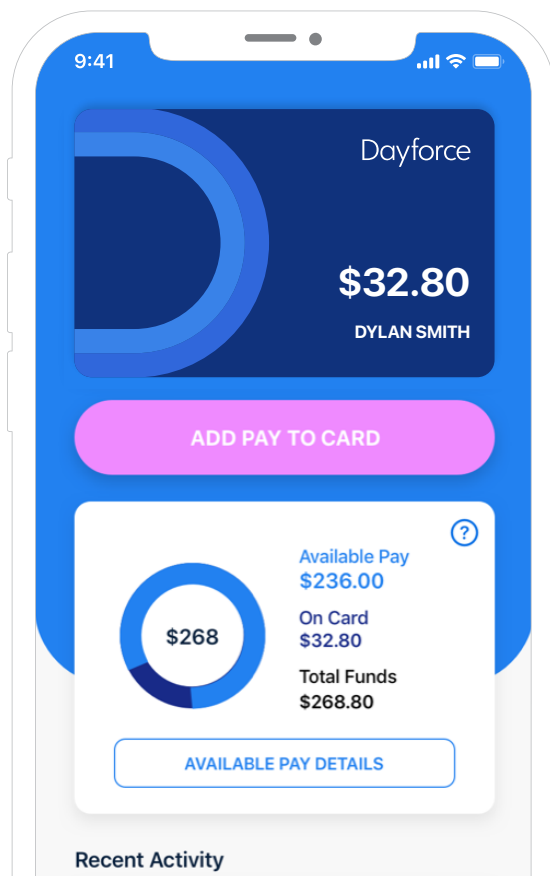 9:41
Dayforce
$32.80
DYLAN SMITH
ADD PAY TO CARD
?
Available Pay
$236.00
$268
On Card
$32.80
Total Funds
$268.80
AVAILABLE PAY DETAILS
Recent Activity